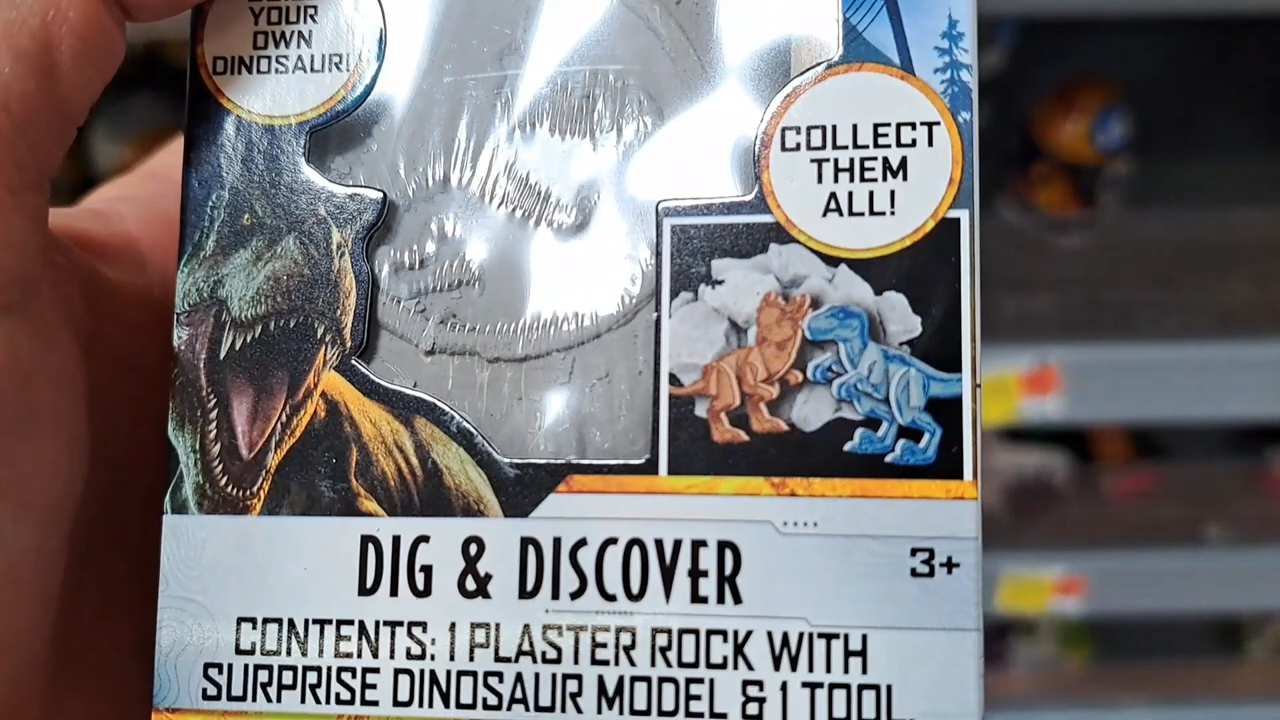 YOUR
OWN
DINOSAUR!
COLLECT
THEM
ALL!
DIG & DISCOVER
3+
CONTENTS: 1 PLASTER ROCK WITH
SURPRISE DINOSAUR MODEL & 1 TOOL.